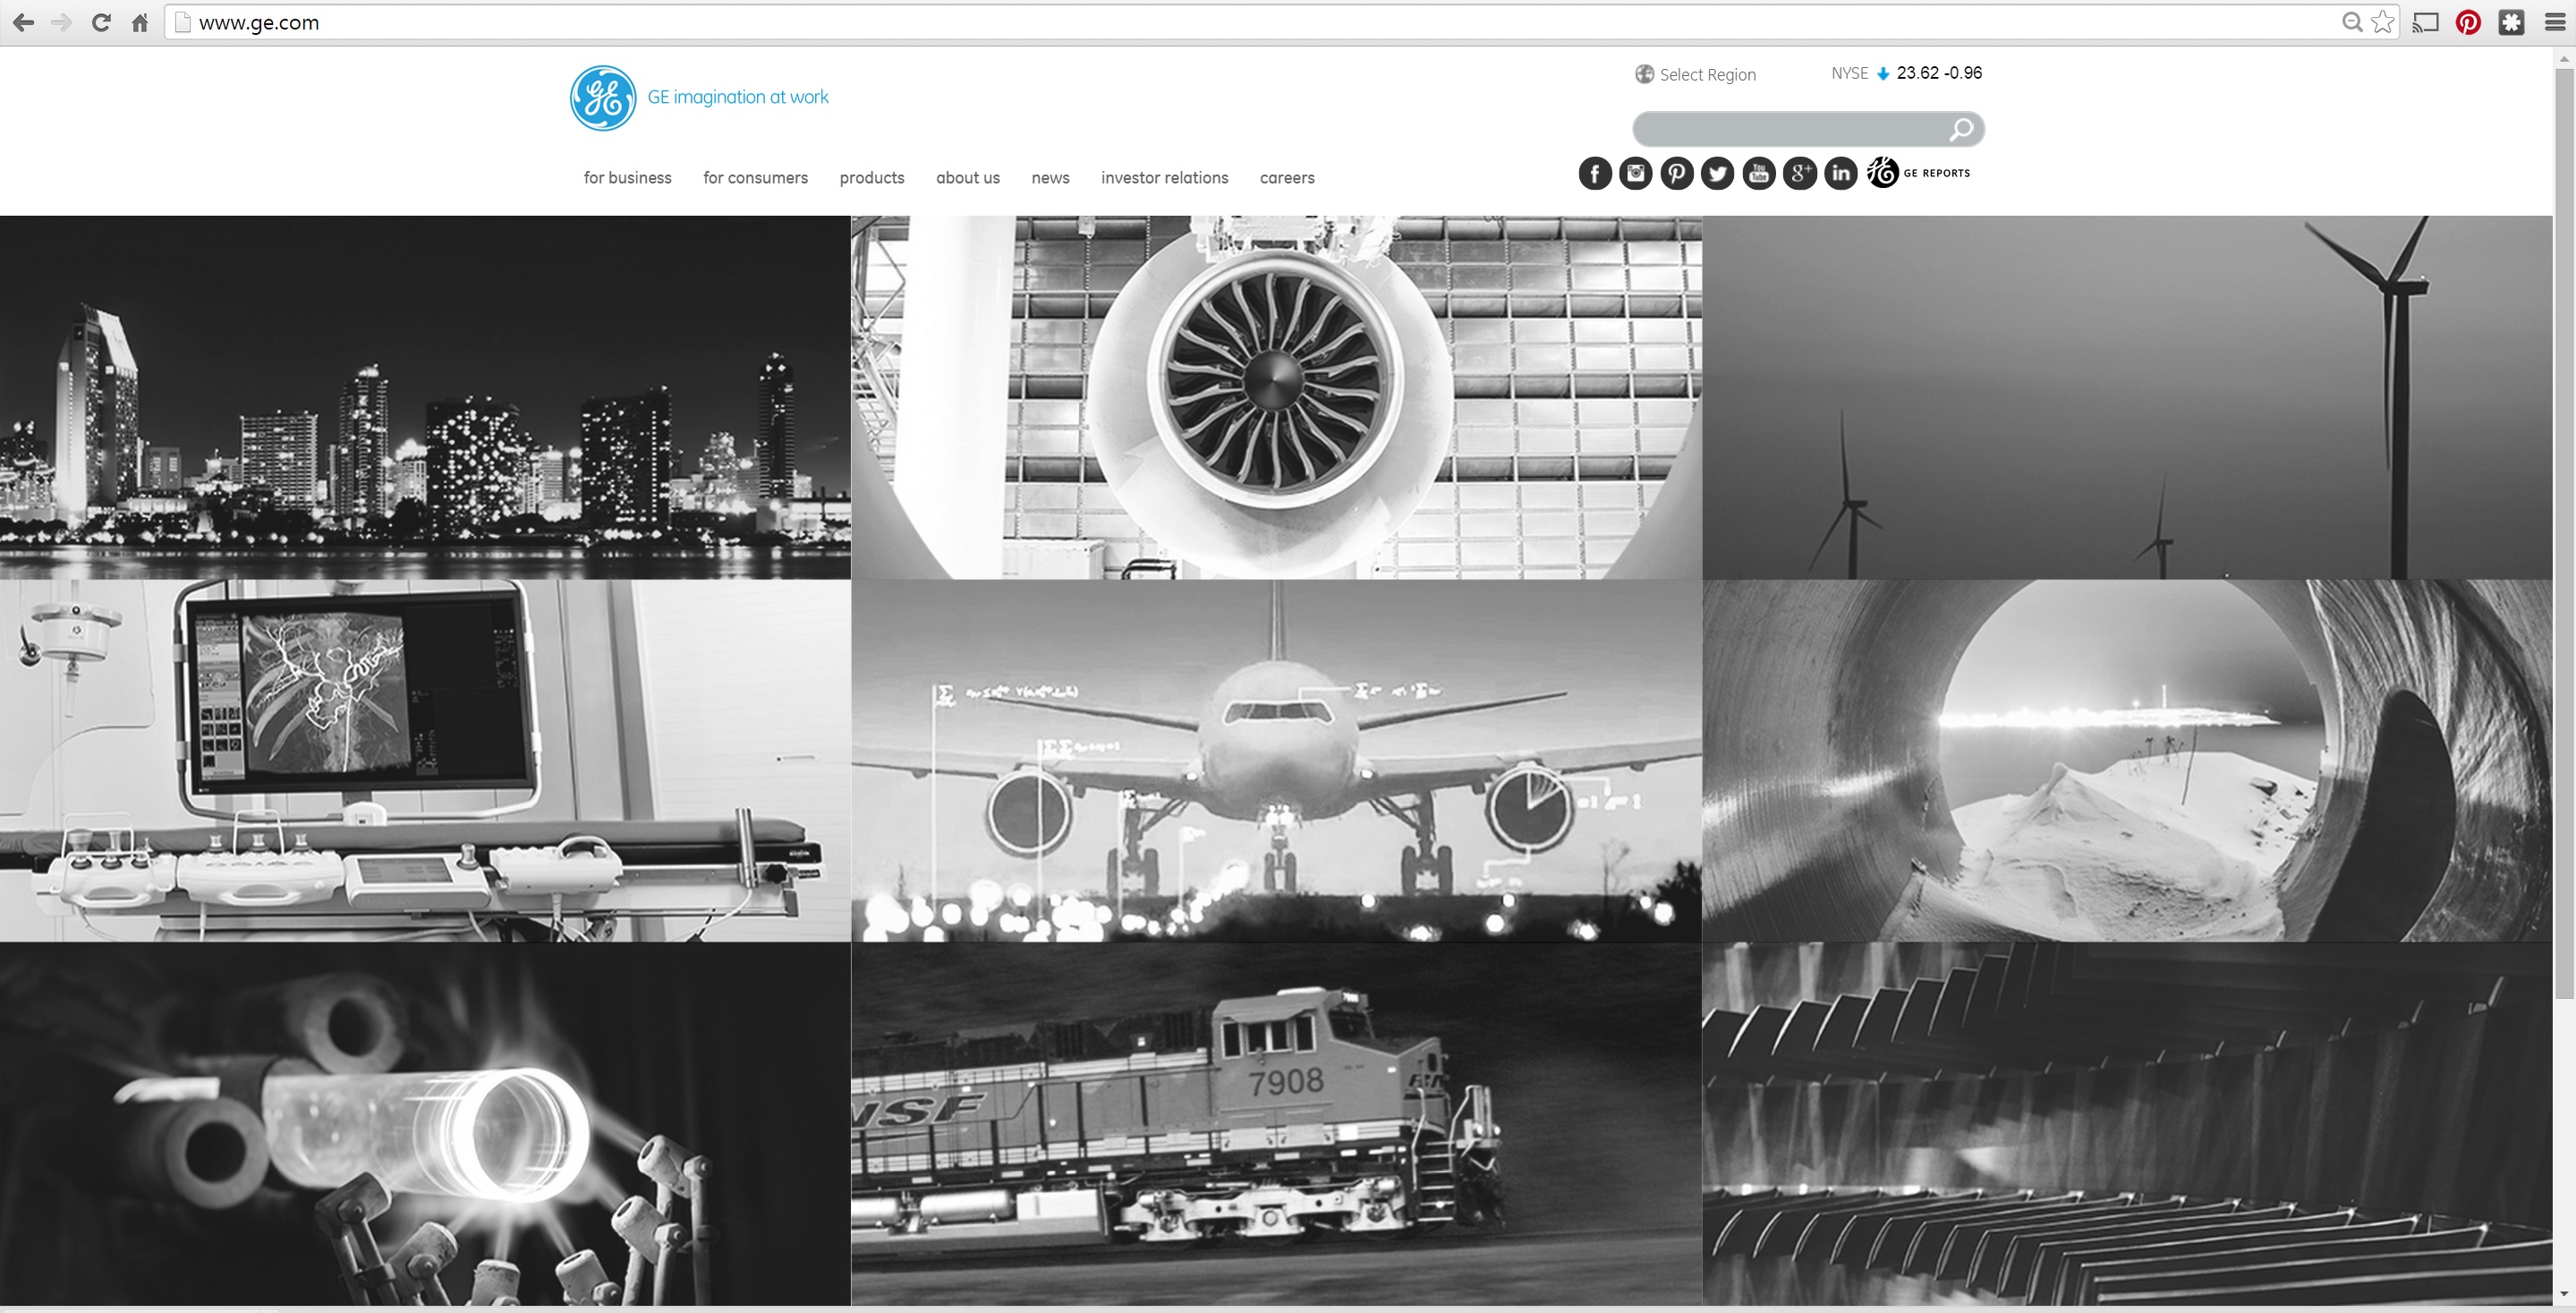 www.ge.com
GE imagination at work
Select Region
NYSE 23.62 -0.96
for business for consumers products about us news investor relations careers
GE REPORTS
NSF
7908